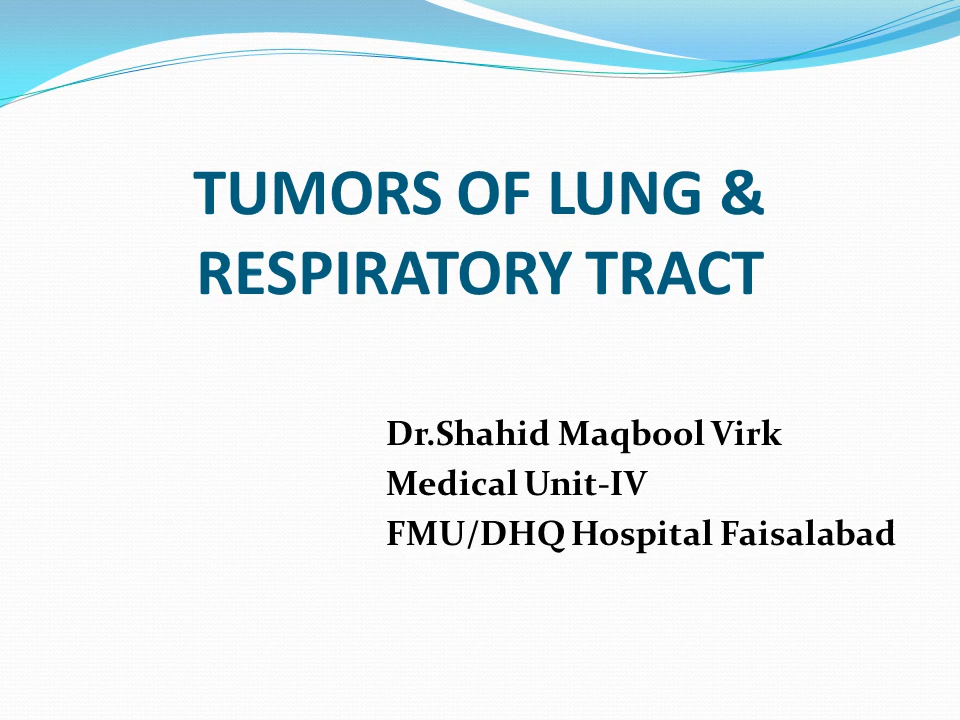 TUMORS OF LUNG &
RESPIRATORY TRACT
Dr.Shahid Maqbool Virk
Medical Unit-IV
FMU/DHQ Hospital Faisalabad